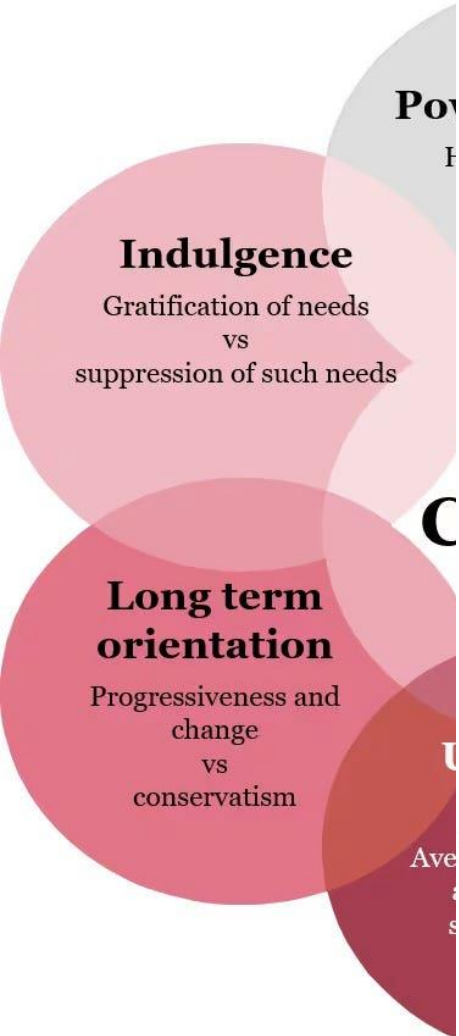 Indulgence
Gratification of needs
vs
suppression of such needs
Long term
orientation
Progressiveness and
change
vs
conservatism